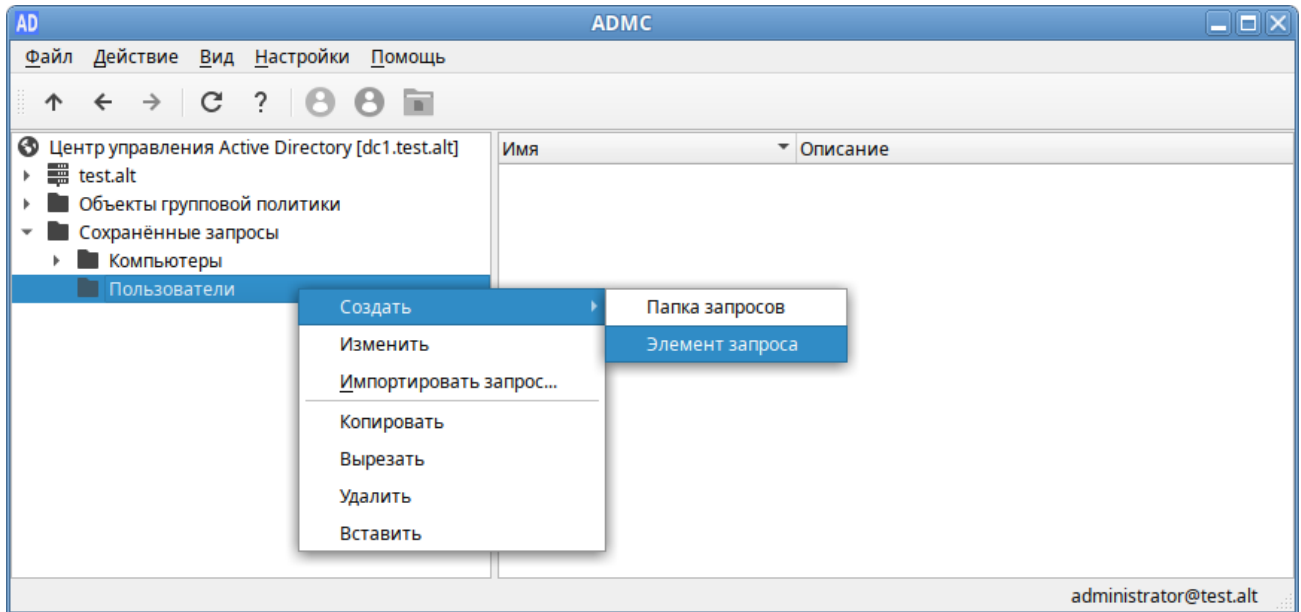 AD ADMC
Файл Действие Вид Настройки Помощь
?
Центр управления Active Directory [dc1.test.alt]
Имя Описание
test.alt
Объекты групповой политики
Сохранённые запросы
Компьютеры
Пользователи
Создать
Папка запросов
Изменить
Элемент запроса
Импортировать запрос...
Копировать
Вырезать
Удалить
Вставить
administrator@test.alt